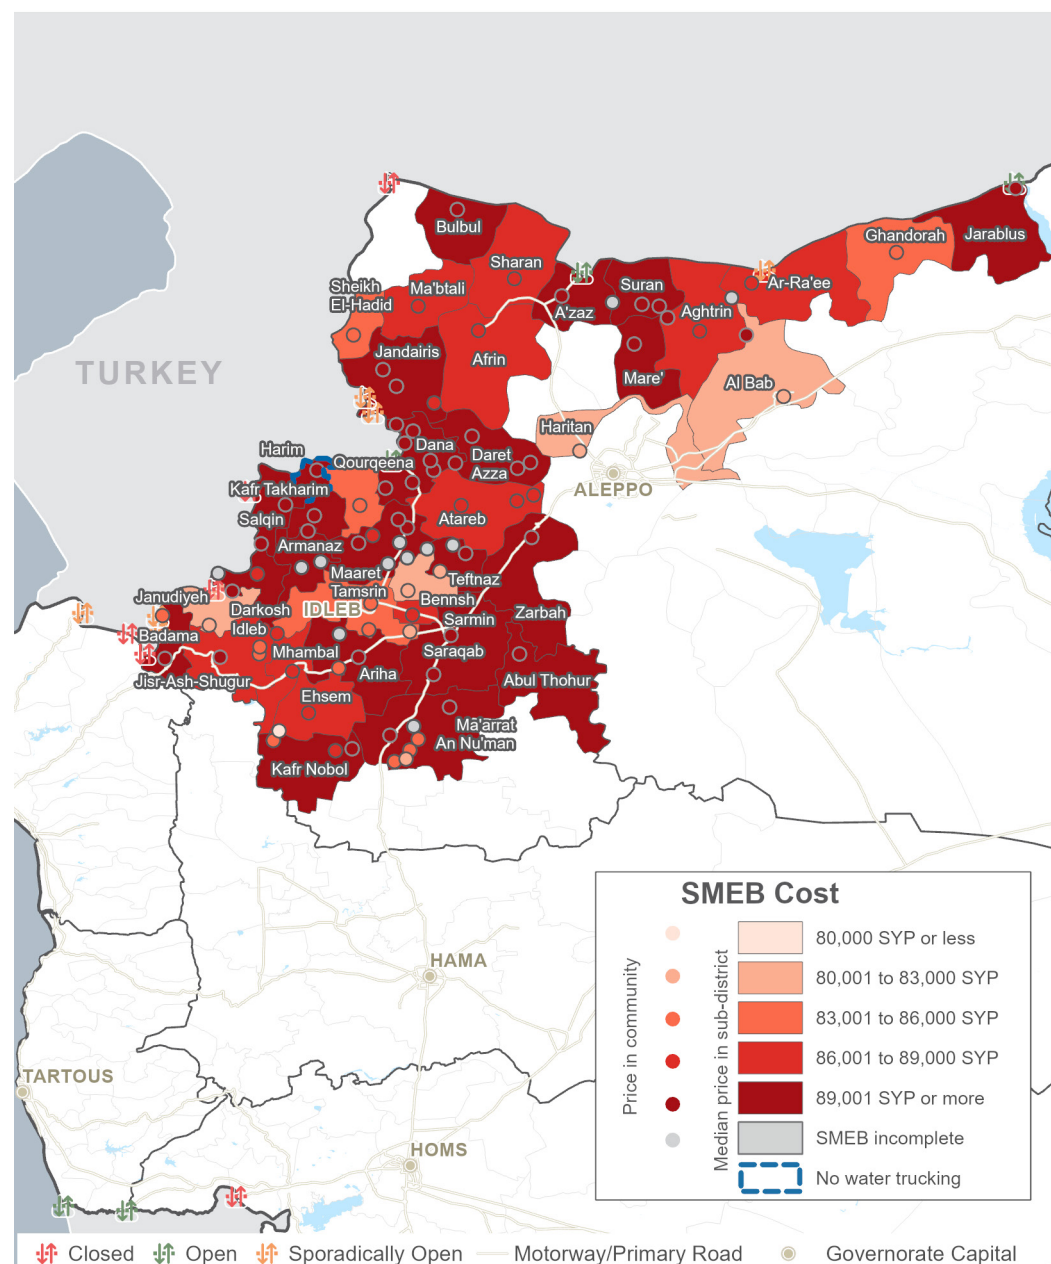 Bulbul
Ghandorah
Jarablus
Sharan
Sheikh
El-Hadid
Ma'btali
Suran
Ar-Ra'ee
A'zaz
Aghtrin
TURKEY
Jandairis
Afrin
Mare'
Al Bab
Haritan
Harim
Dana
Qourqeena
Daret
Azza
Kafr Takharim
ALEPPO
Salqin
Atareb
Armanaz
Maaret
Tamsrin
Teftnaz
Janudiyeh
Darkosh
IDLEB
Bennsh
Zarbah
Badama
Idleb
Sarmin
Mhambal
Saraqab
Ariha
Jisr-Ash-Shugur
Abul Thohur
Ehsem
Ma'arrat
An Nu'man
Kafr Nobol
SMEB Cost
Price in community
Median price in sub-district
80,000 SYP or less
80,001 to 83,000 SYP
83,001 to 86,000 SYP
86,001 to 89,000 SYP
89,001 SYP or more
SMEB incomplete
No water trucking
HAMA
TARTOUS
HOMS
Closed
Open
Sporadically Open
Motorway/Primary Road
Governorate Capital